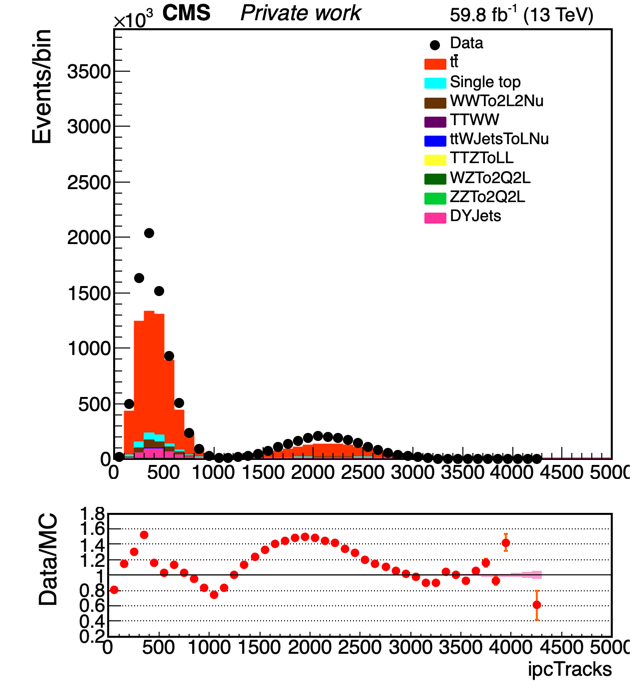 ×10³ CMS Private work 59.8 fb⁻¹ (13 TeV)
Events/bin
3500
3000
2500
2000
1500
1000
500
0
Data
tt̄
Single top
WWTo2L2Nu
TTWW
ttWJetsToLNu
TTZToLL
WZTo2Q2L
ZZTo2Q2L
DYJets
0 500 1000 1500 2000 2500 3000 3500 4000 4500 5000
Data/MC
1.8
1.6
1.4
1.2
1
0.8
0.6
0.4
0.2
0 500 1000 1500 2000 2500 3000 3500 4000 4500 5000
ipcTracks